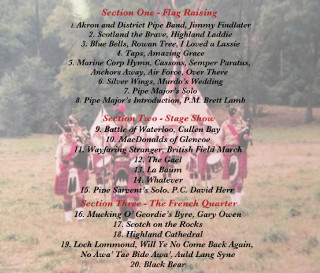 Section One - Flag Raising
1. Akron and District Pipe Band, Jimmy Findlater
2. Scotland the Brave, Highland Laddie
3. Blue Bells, Rowan Tree, I Loved a Lassie
4. Taps, Amazing Grace
5. Marine Corp Hymn, Cassons, Semper Paratus,
Anchors Away, Air Force, Over There
6. Silver Wings, Murdo's Wedding
7. Pipe Major's Solo
8. Pipe Major's Introduction, P.M. Brett Lamb
Section Two - Stage Show
9. Battle of Waterloo, Cullen Bay
10. MacDonalds of Glencoe
11. Wayfaring Stranger, British Field March
12. The Gael
13. La Baum
14. Whatever
15. Pipe Sargent's Solo, P.C. David Herr
Section Three - The French Quarter
16. Mucking O' Geordie's Byre, Gary Owen
17. Scotch on the Rocks
18. Highland Cathedral
19. Loch Lommond, Will Ye No Come Back Again,
No Awa' Tae Bide Awa', Auld Lang Syne
20. Black Bear